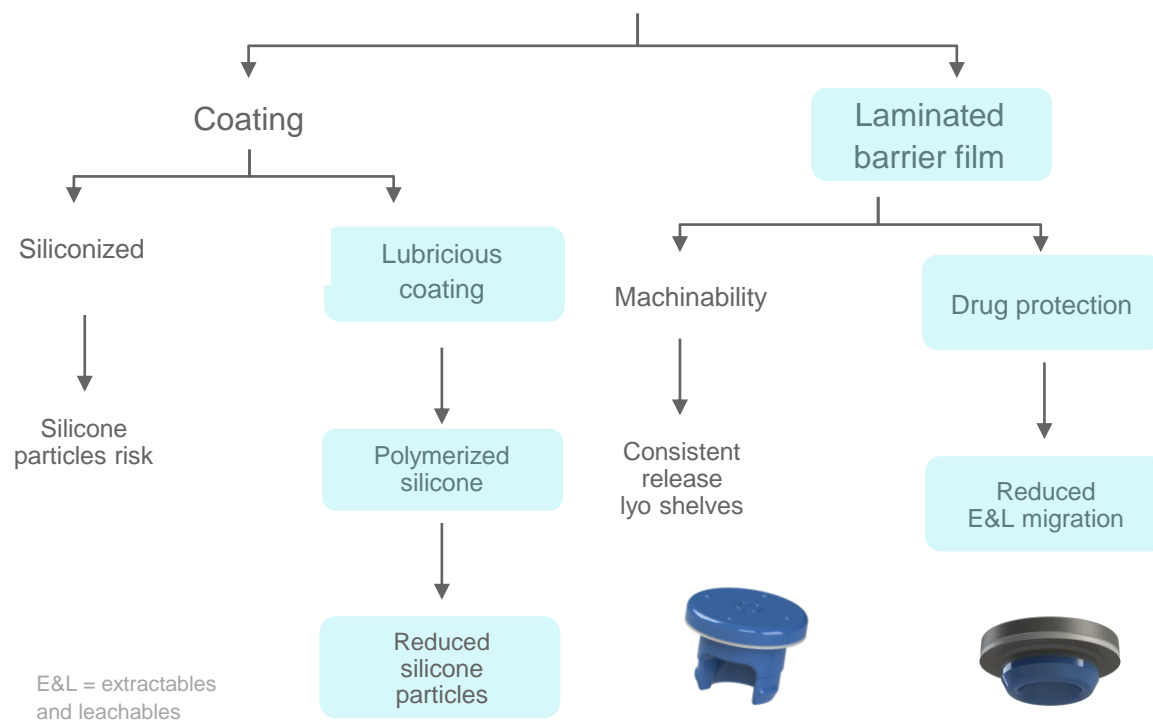 Coating
Laminated
barrier film
Siliconized
Lubricious
coating
Machinability
Drug protection
Silicone
particles risk
Polymerized
silicone
Consistent
release
lyo shelves
Reduced
E&L migration
Reduced
silicone
particles
E&L = extractables
and leachables